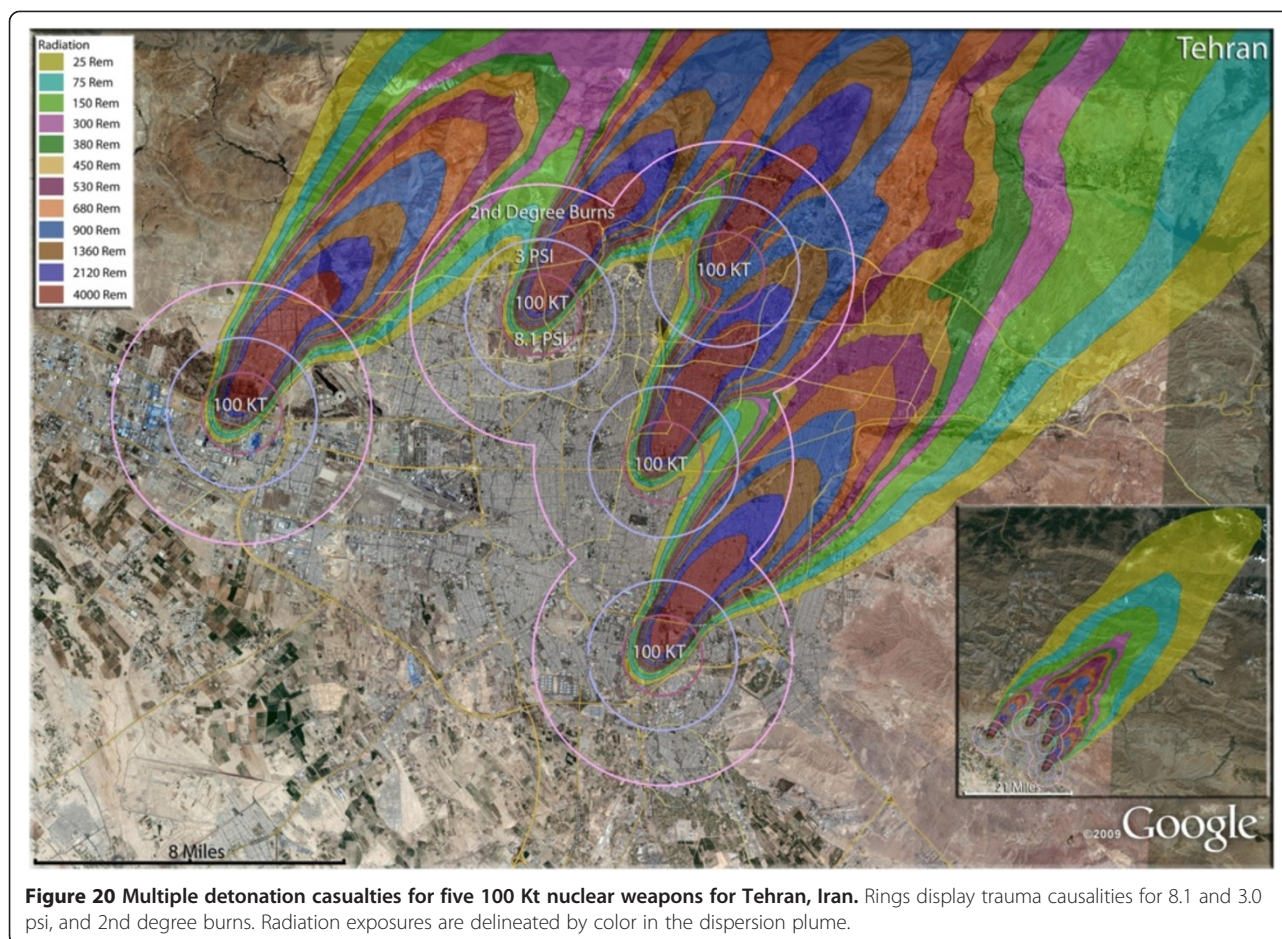 Radiation
25 Rem
75 Rem
150 Rem
300 Rem
380 Rem
450 Rem
530 Rem
680 Rem
900 Rem
1360 Rem
2120 Rem
4000 Rem
Tehran
2nd Degree Burns
3 PSI
100 KT
8.1 PSI
100 KT
100 KT
100 KT
100 KT
21 Miles
©2009 Google
8 Miles
Figure 20 Multiple detonation casualties for five 100 Kt nuclear weapons for Tehran, Iran. Rings display trauma causalities for 8.1 and 3.0
psi, and 2nd degree burns. Radiation exposures are delineated by color in the dispersion plume.